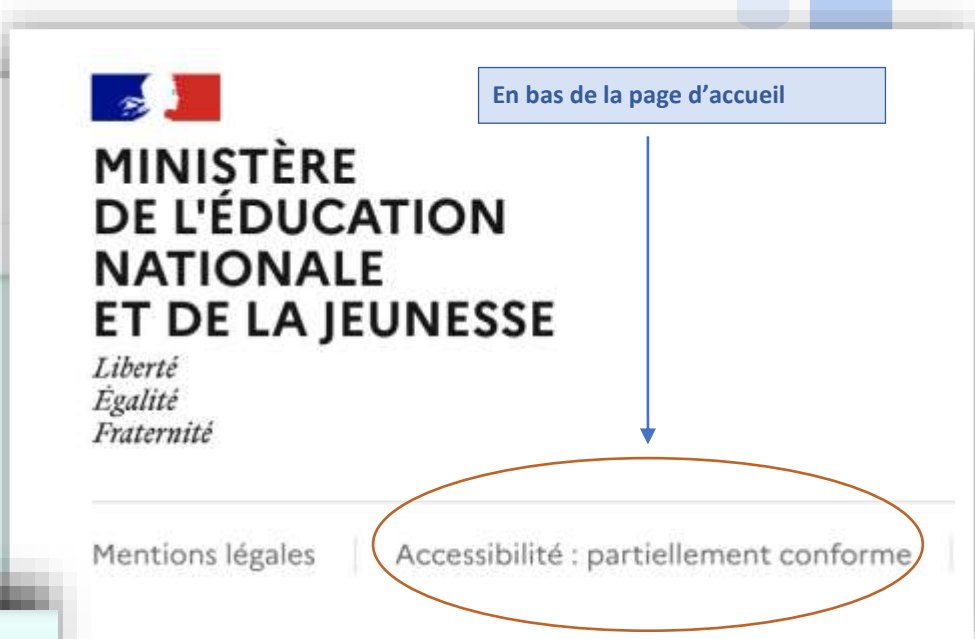 En bas de la page d’accueil
MINISTÈRE
DE L'ÉDUCATION
NATIONALE
ET DE LA JEUNESSE
Liberté
Égalité
Fraternité
Mentions légales
Accessibilité : partiellement conforme